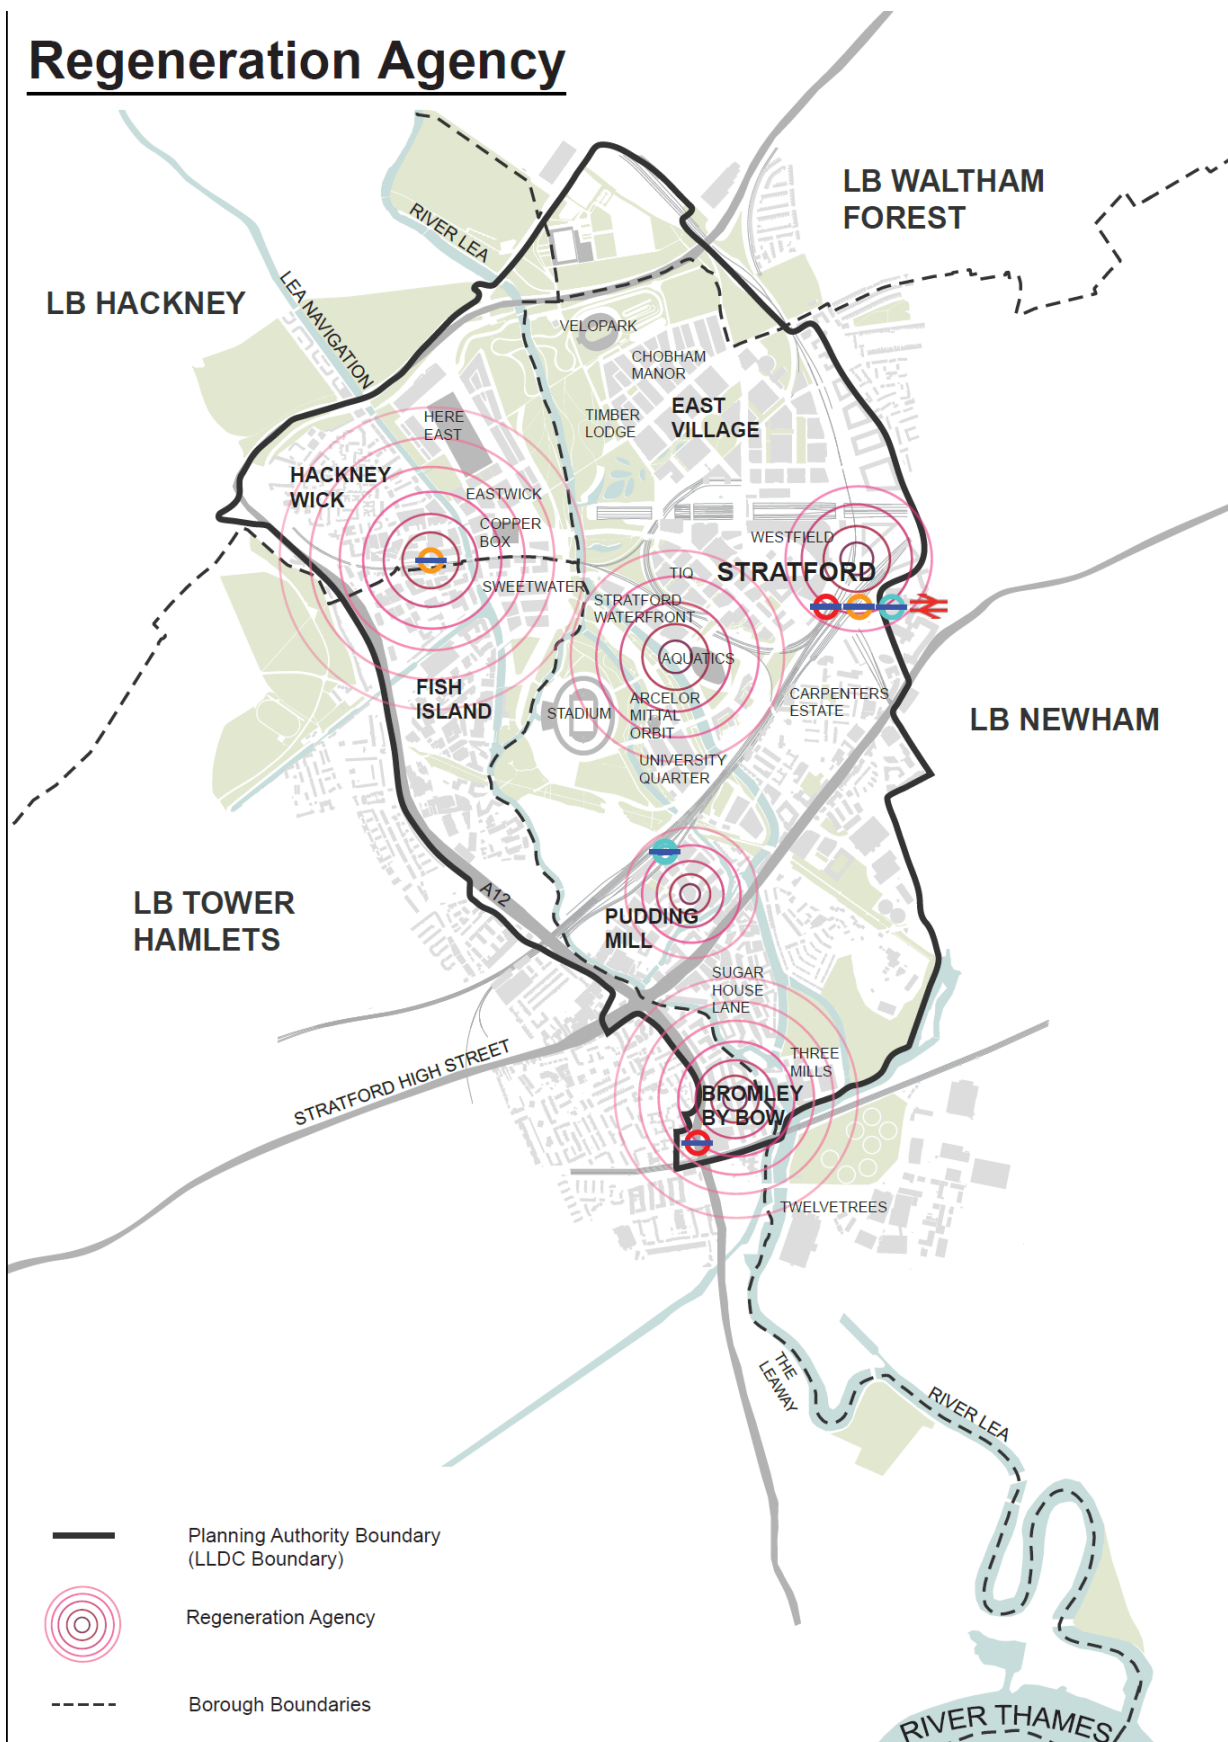 Regeneration Agency
LB WALTHAM
FOREST
RIVER LEA
LB HACKNEY
LEA NAVIGATION
VELOPARK
CHOBHAM
MANOR
EAST
VILLAGE
TIMBER
LODGE
HERE
EAST
HACKNEY
WICK
EASTWICK
COPPER
BOX
WESTFIELD
STRATFORD
TIQ
SWEETWATER
STRATFORD
WATERFRONT
AQUATICS
FISH
ISLAND
STADIUM
ARCELOR
MITTAL
ORBIT
CARPENTERS
ESTATE
LB NEWHAM
UNIVERSITY
QUARTER
A12
LB TOWER
HAMLETS
PUDDING
MILL
SUGAR
HOUSE
LANE
THREE
MILLS
STRATFORD HIGH STREET
BROMLEY
BY BOW
TWELVETREES
THE
LEAWAY
RIVER LEA
Planning Authority Boundary
(LLDC Boundary)
Regeneration Agency
Borough Boundaries
RIVER THAMES